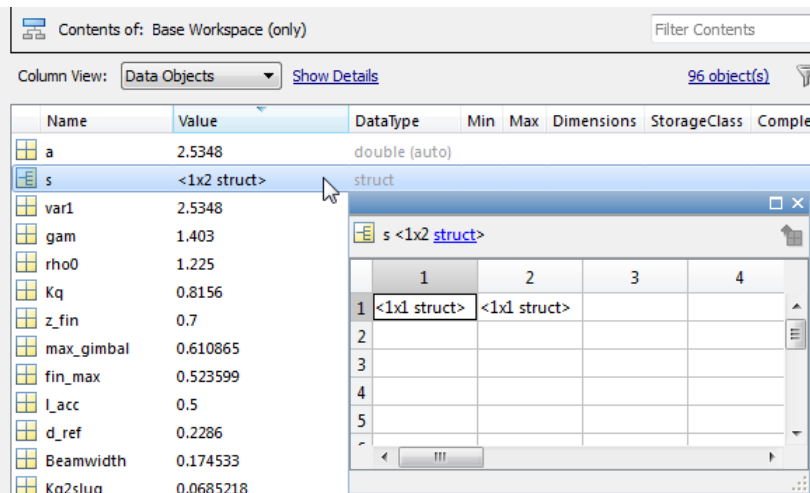 Contents of: Base Workspace (only)
Filter Contents
Column View: Data Objects Show Details 96 object(s)
Name Value DataType Min Max Dimensions StorageClass Comple
a 2.5348 double (auto)
s <1x2 struct> struct
var1 2.5348
gam 1.403
s <1x2 struct>
rho0 1.225
1 2 3 4
Kq 0.8156
1 <1x1 struct> <1x1 struct>
z_fin 0.7
2
max_gimbal 0.610865
3
fin_max 0.523599
4
l_acc 0.5
5
d_ref 0.2286
Beamwidth 0.174533
Kg2slug 0.0685218